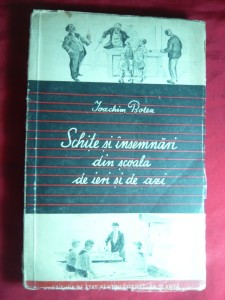 Ioachim Botez
Schițe și însemnări
din școala
de ieri și de azi